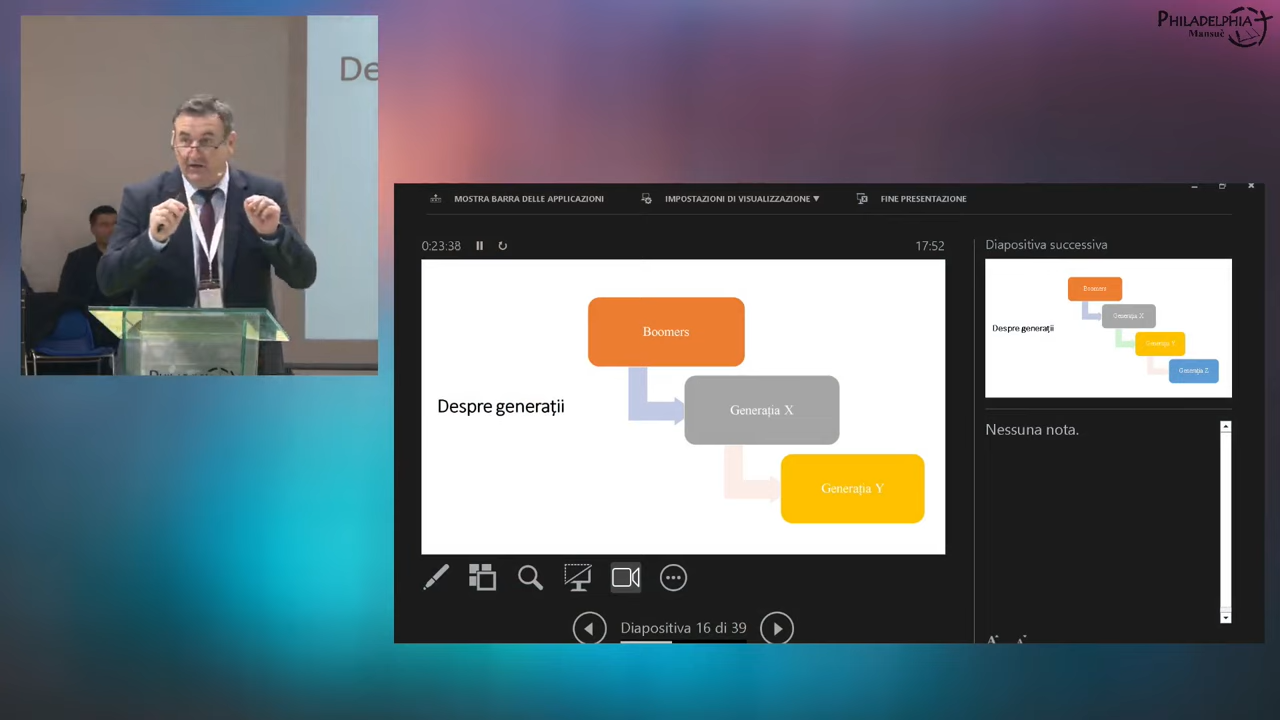 PHILADELPHIA
Mansuè
De
MOSTRA BARRA DELLE APPLICAZIONI
IMPOSTAZIONI DI VISUALIZZAZIONE ▼
FINE PRESENTAZIONE
0:23:38
17:52
Diapositiva successiva
Boomers
Generația X
Generația Y
Despre generații
Boomers
Generația X
Generația Y
Generația Z
Despre generații
Nessuna nota.
Diapositiva 16 di 39
A A